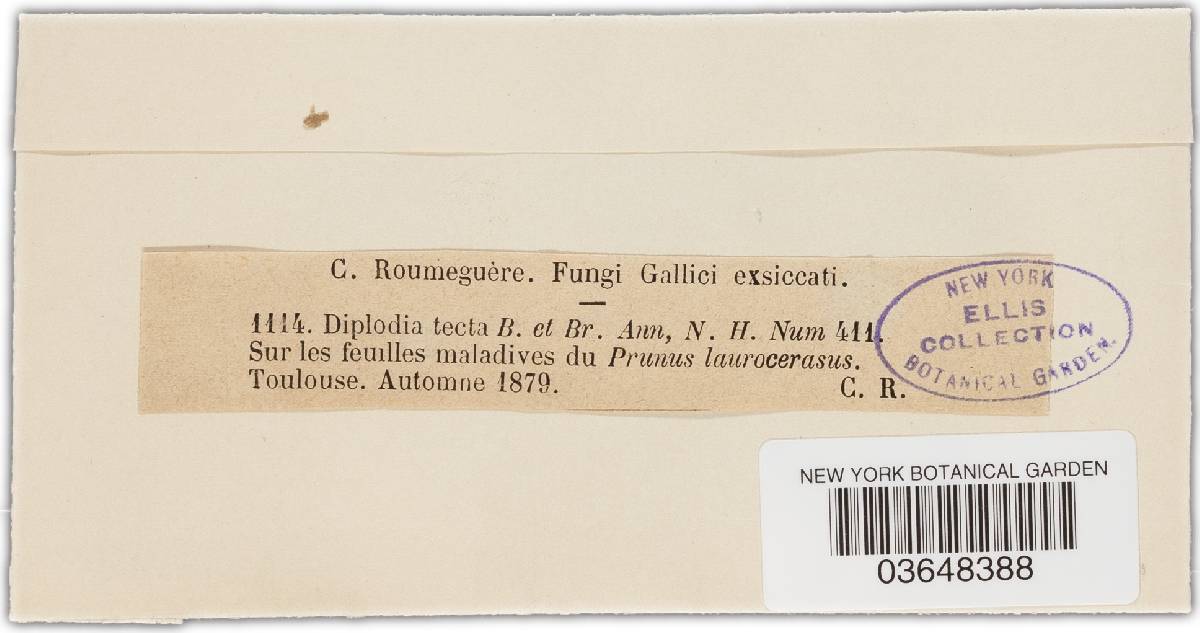 C. Roumeguère. Fungi Gallici exsiccati.
1114. Diplodia tecta B. et Br. Ann, N. H. Num 411.
Sur les feuilles maladives du Prunus laurocerasus.
Toulouse. Automne 1879. C. R.
NEW YORK
ELLIS
COLLECTION
BOTANICAL GARDEN.
NEW YORK BOTANICAL GARDEN
03648388